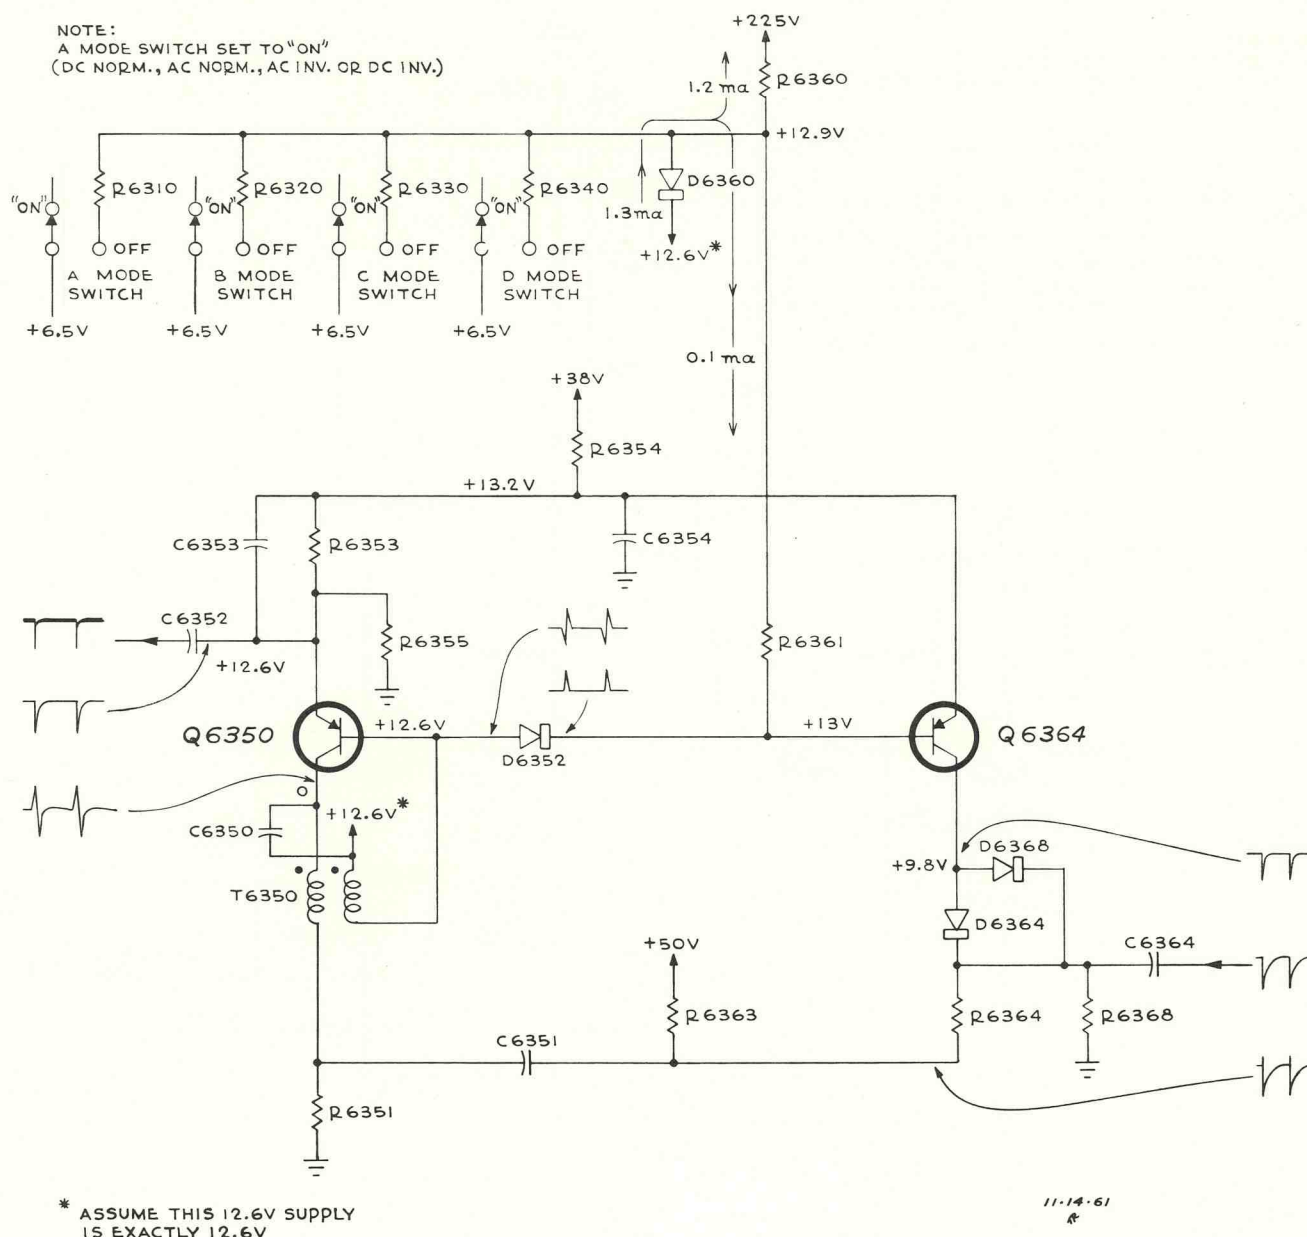 NOTE:
A MODE SWITCH SET TO "ON"
(DC NORM., AC NORM., AC INV. OR DC INV.)
+225V
R6360
1.2 ma
+12.9V
R6310
R6320
R6330
R6340
D6360
"ON"
"ON"
"ON"
"ON"
1.3 ma
OFF
OFF
OFF
OFF
+12.6V*
A MODE SWITCH
B MODE SWITCH
C MODE SWITCH
D MODE SWITCH
+6.5V
+6.5V
+6.5V
+6.5V
0.1 ma
+38V
R6354
+13.2V
C6353
R6353
C6354
C6352
R6355
R6361
+12.6V
Q6350
+12.6V
D6352
+13V
Q6364
C6350
+12.6V*
T6350
+9.8V
D6368
D6364
C6364
+50V
R6363
R6364
R6368
C6351
R6351
* ASSUME THIS 12.6V SUPPLY
IS EXACTLY 12.6V
11·14·61